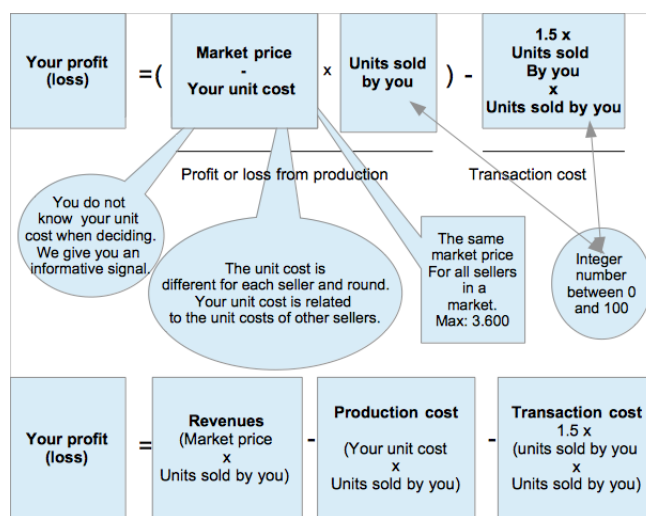 Your profit
(loss)
=(
Market price
-
Your unit cost
x
Units sold
by you
)
-
1.5 x
Units sold
By you
x
Units sold by you
Profit or loss from production
Transaction cost
You do not
know your unit
cost when deciding.
We give you an
informative signal.
The unit cost is
different for each seller and round.
Your unit cost is related
to the unit costs of other sellers.
The same
market price
For all sellers
in a
market.
Max: 3.600
Integer
number
between 0
and 100
Your profit
(loss)
=
Revenues
(Market price
x
Units sold by you)
-
Production cost
(Your unit cost
x
Units sold by you)
-
Transaction cost
1.5 x
(units sold by you
x
Units sold by you)